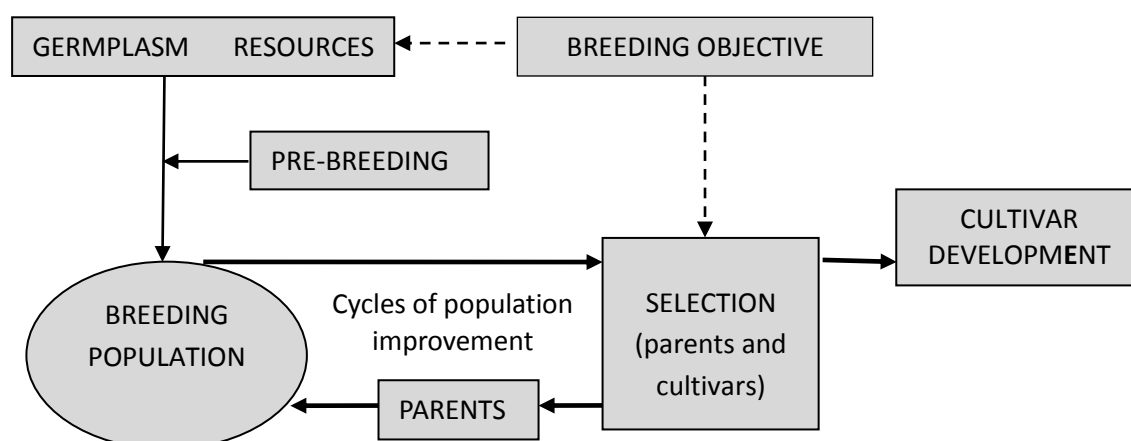 GERMPLASM RESOURCES
BREEDING OBJECTIVE
PRE-BREEDING
CULTIVAR
DEVELOPMENT
BREEDING
POPULATION
Cycles of population
improvement
SELECTION
(parents and
cultivars)
PARENTS